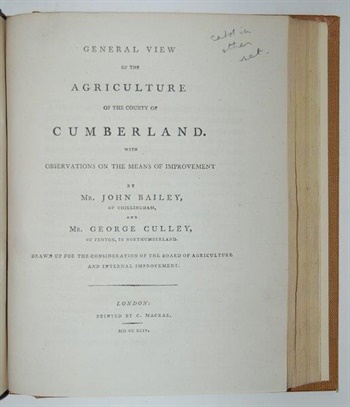 GENERAL VIEW
OF THE
AGRICULTURE
OF THE COUNTY OF
CUMBERLAND.
WITH
OBSERVATIONS ON THE MEANS OF IMPROVEMENT
BY
MR. JOHN BAILEY,
OF CHILLINGHAM,
AND
MR. GEORGE CULLEY,
OF FENTON, IN NORTHUMBERLAND.
DRAWN UP FOR THE CONSIDERATION OF THE BOARD OF AGRICULTURE
AND INTERNAL IMPROVEMENT.
LONDON:
PRINTED BY C. MACRAE.
in
other